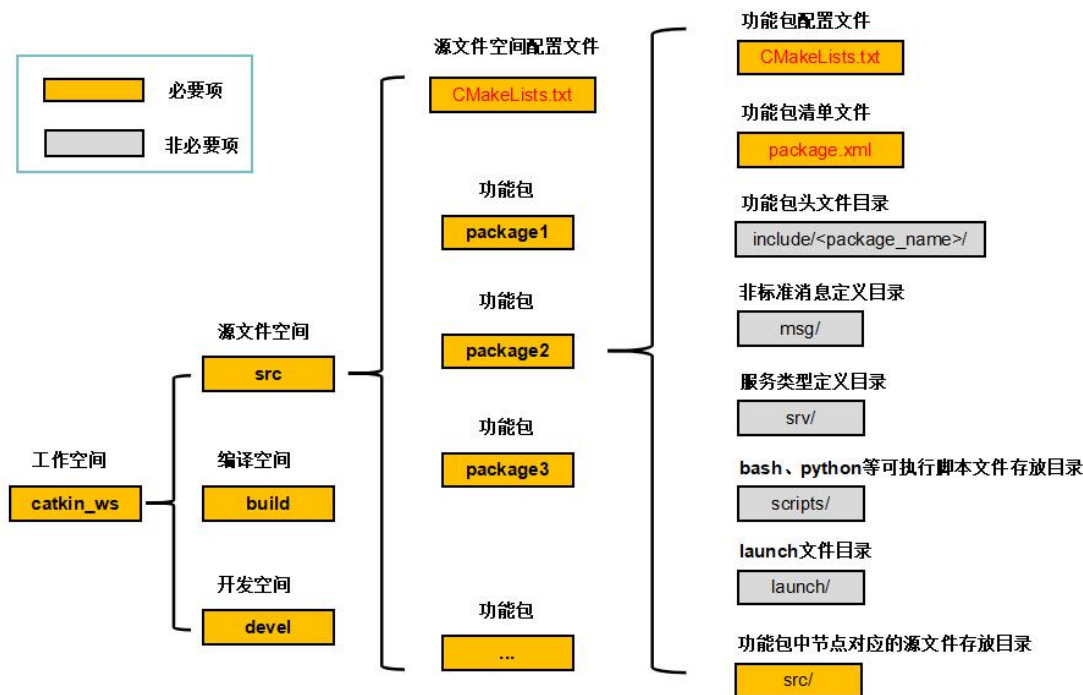 必要项
非必要项
工作空间
catkin_ws
源文件空间
src
编译空间
build
开发空间
devel
源文件空间配置文件
CMakeLists.txt
功能包
package1
功能包
package2
功能包
package3
功能包
...
功能包配置文件
CMakeLists.txt
功能包清单文件
package.xml
功能包头文件目录
include/<package_name>/
非标准消息定义目录
msg/
服务类型定义目录
srv/
bash、python等可执行脚本文件存放目录
scripts/
launch文件目录
launch/
功能包中节点对应的源文件存放目录
src/